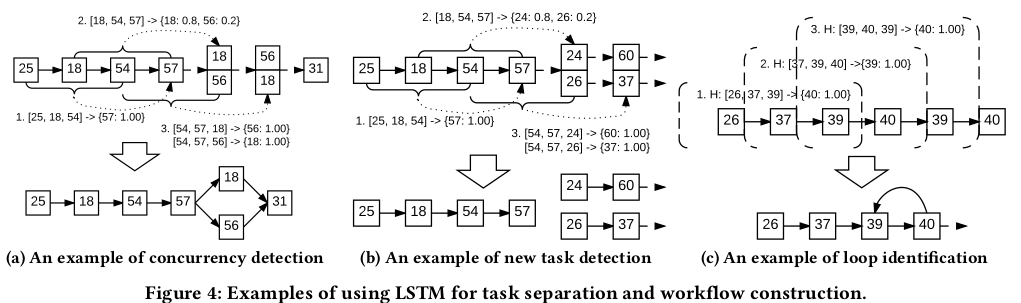 2. [18, 54, 57] -> {18: 0.8, 56: 0.2}
25 18 54 57 18 56 56 18 31
1. [25, 18, 54] -> {57: 1.00}
3. [54, 57, 18] -> {56: 1.00}
[54, 57, 56] -> {18: 1.00}
25 18 54 57 18 56 31
(a) An example of concurrency detection
2. [18, 54, 57] -> {24: 0.8, 26: 0.2}
25 18 54 57 24 26 60 37
1. [25, 18, 54] -> {57: 1.00}
3. [54, 57, 24] -> {60: 1.00}
[54, 57, 26] -> {37: 1.00}
25 18 54 57
24 60
26 37
(b) An example of new task detection
3. H: [39, 40, 39] -> {40: 1.00}
2. H: [37, 39, 40] ->{39: 1.00}
1. H: [26, 37, 39] -> {40: 1.00}
26 37 39 40 39 40
26 37 39 40
(c) An example of loop identification
Figure 4: Examples of using LSTM for task separation and workflow construction.